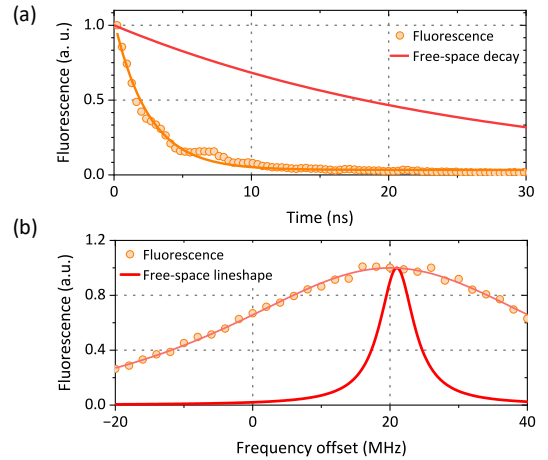 (a)
Fluorescence (a. u.)
1.0
0.5
0.0
Fluorescence
Free-space decay
0 10 20 30
Time (ns)
(b)
Fluorescence (a.u.)
1.2
0.8
0.4
0.0
Fluorescence
Free-space lineshape
−20 0 20 40
Frequency offset (MHz)